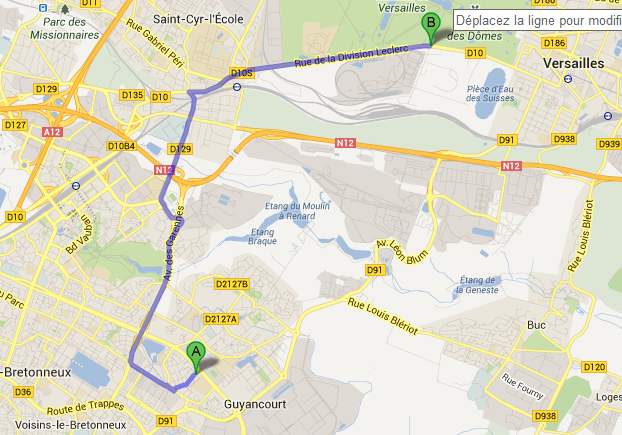 Parc des
Missionnaires
D11
Saint-Cyr-l'École
Versailles
B
Déplacez la ligne pour modifi
des Dômes
D186
D186
D10
Versailles
Rue Gabriel Péri
Rue de la Division Leclerc
D10S
D129
D135
D10
Pièce d'Eau
des Suisses
D127
A12
D10B4
D129
N12
D91
D938
D939
N12
N12
D10
Bd Vauban
Av. des Garennes
Etang du Moulin
à Renard
Etang
Braque
Av. Léon Blum
D91
Rue Louis Blériot
Etang de
la Geneste
D2127B
D2127A
Rue Louis Blériot
Buc
u Parc
A
D120
-Bretonneux
D36
Rue Fourny
Loges
Guyancourt
Route de Trappes
D91
D938
Voisins-le-Bretonneux